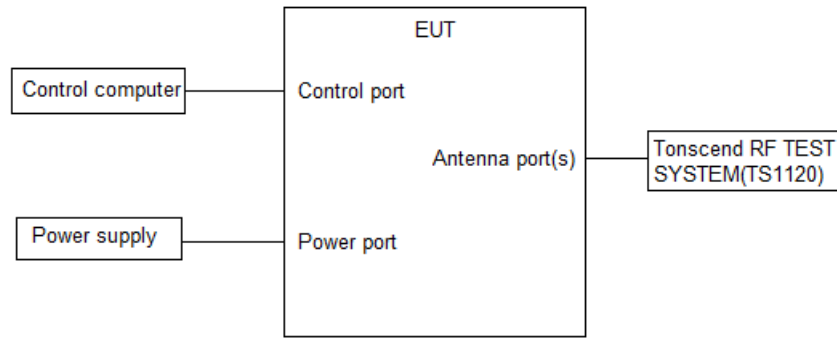 EUT
Control computer
Control port
Antenna port(s)
Tonscend RF TEST
SYSTEM(TS1120)
Power supply
Power port